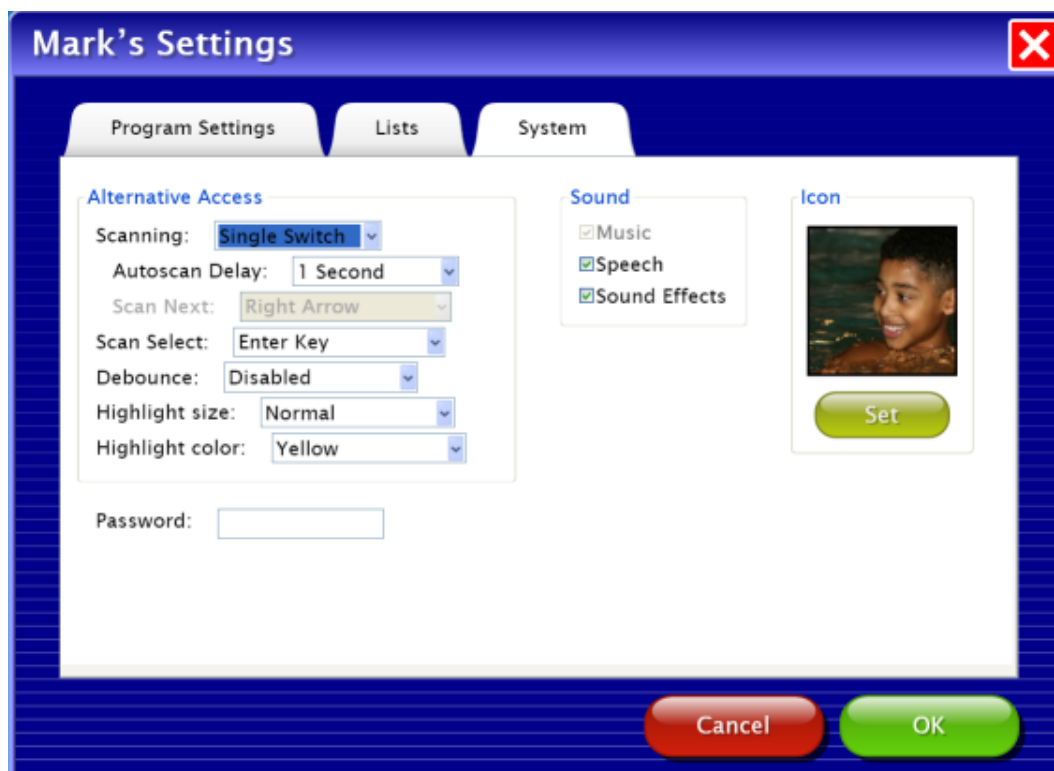 Mark's Settings
Program Settings
Lists
System
Alternative Access
Scanning: Single Switch
Autoscan Delay: 1 Second
Scan Next: Right Arrow
Scan Select: Enter Key
Debounce: Disabled
Highlight size: Normal
Highlight color: Yellow
Password:
Sound
Music
Speech
Sound Effects
Icon
Set
Cancel
OK